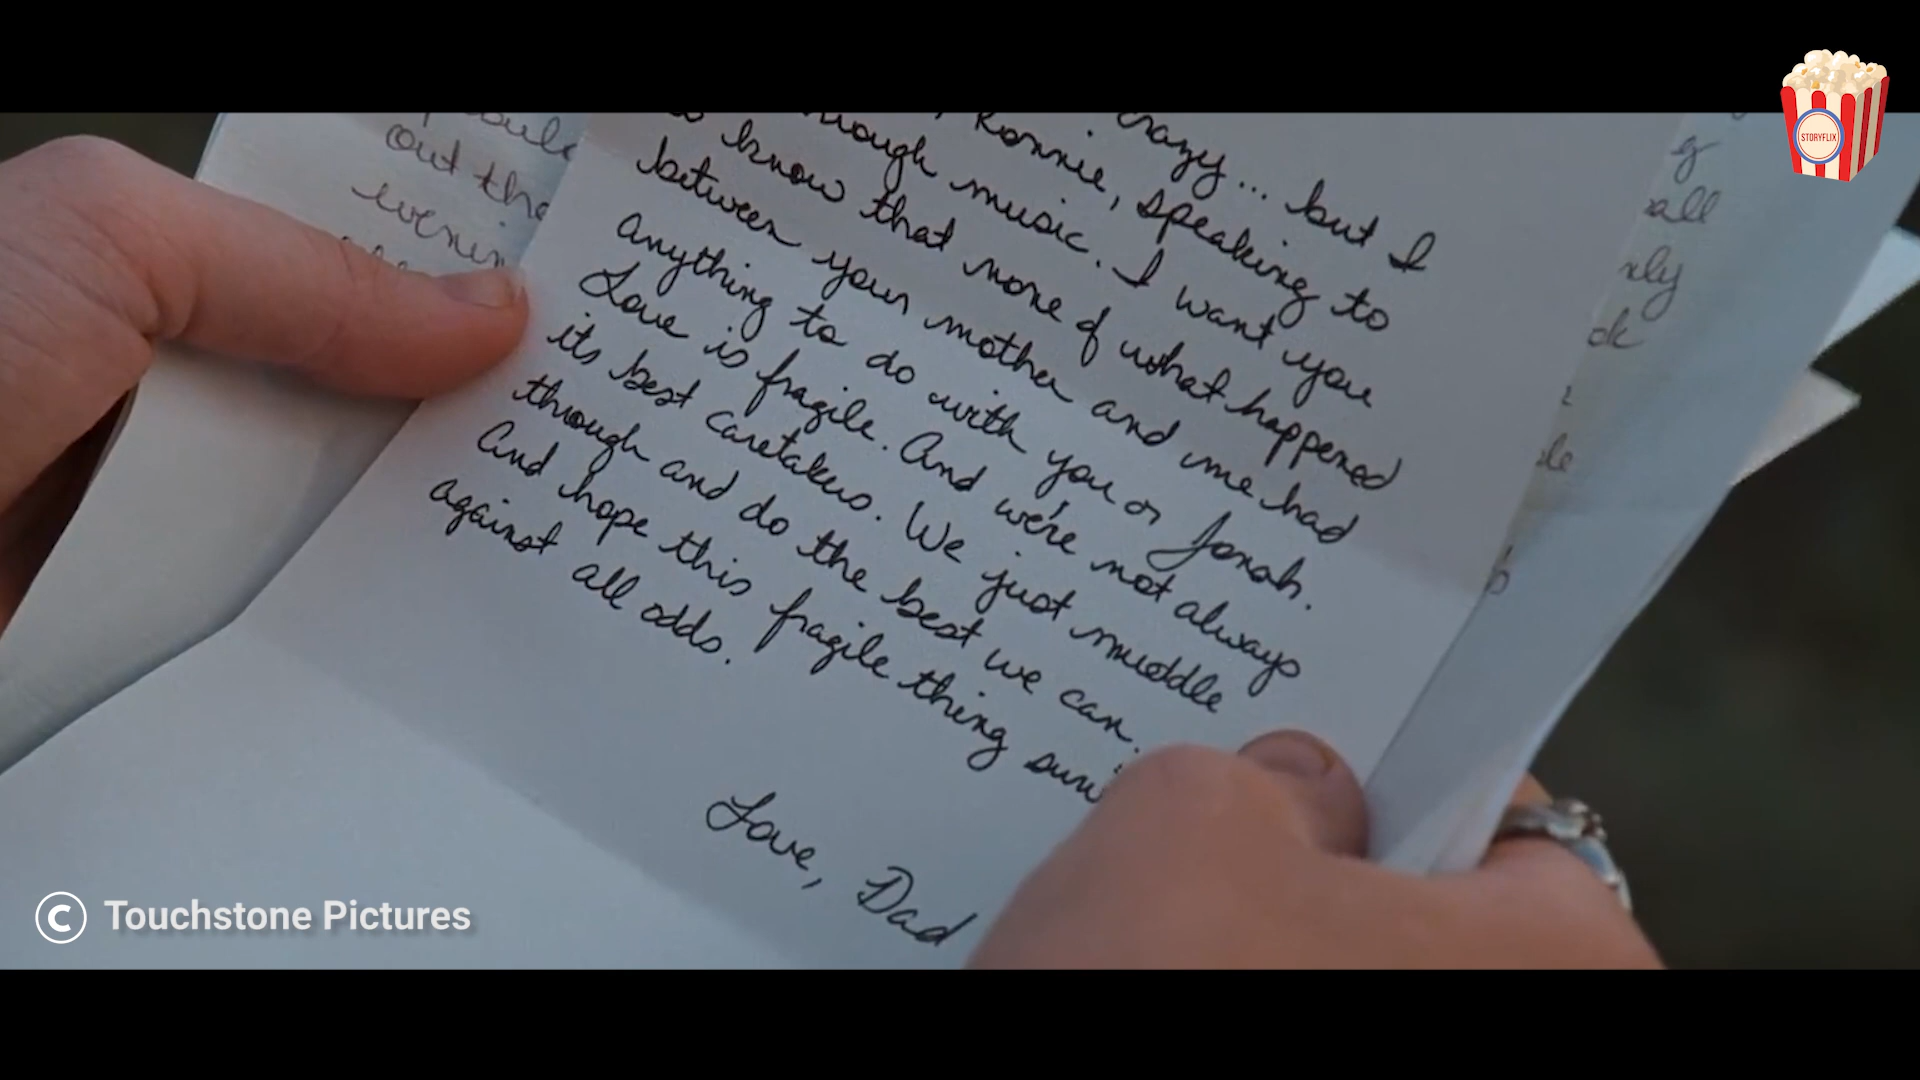 out the
crazy... but I
, Ronnie, speaking to
through music. I want you
to know that none of what happened
between your mother and me had
anything to do with you or Jonah.
Love is fragile. And we're not always
its best caretakers. We just muddle
through and do the best we can.
And hope this fragile thing survi
against all odds.
Love, Dad
all
STORYFLIX
© Touchstone Pictures